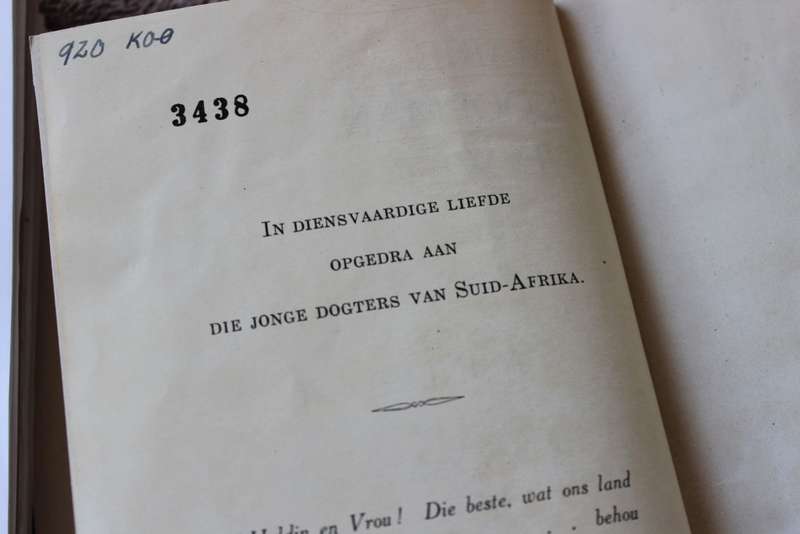 920 KOO
3438
IN DIENSVAARDIGE LIEFDE
OPGEDRA AAN
DIE JONGE DOGTERS VAN SUID-AFRIKA.
en Vrou! Die beste, wat ons land
behou